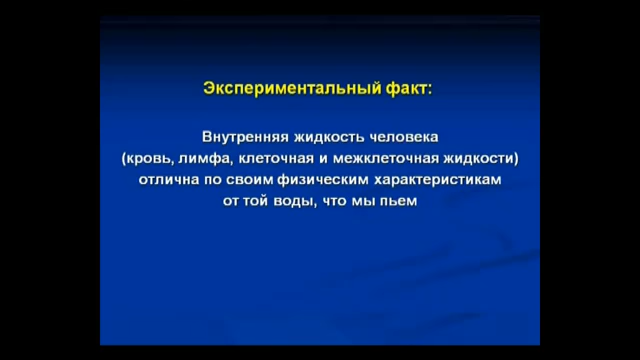 Экспериментальный факт:
Внутренняя жидкость человека
(кровь, лимфа, клеточная и межклеточная жидкости)
отлична по своим физическим характеристикам
от той воды, что мы пьем